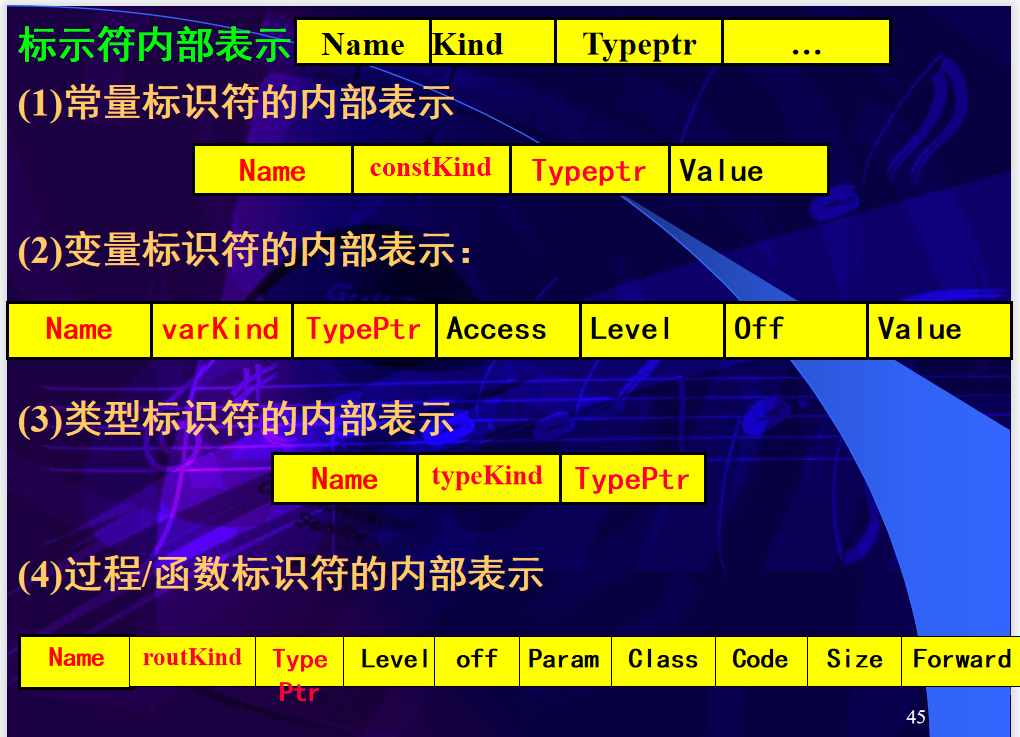 标示符内部表示 Name Kind Typeptr …
(1)常量标识符的内部表示
Name constKind Typeptr Value
(2)变量标识符的内部表示：
Name varKind TypePtr Access Level Off Value
(3)类型标识符的内部表示
Name typeKind TypePtr
(4)过程/函数标识符的内部表示
Name routKind Type Level off Param Class Code Size Forward
Ptr
45